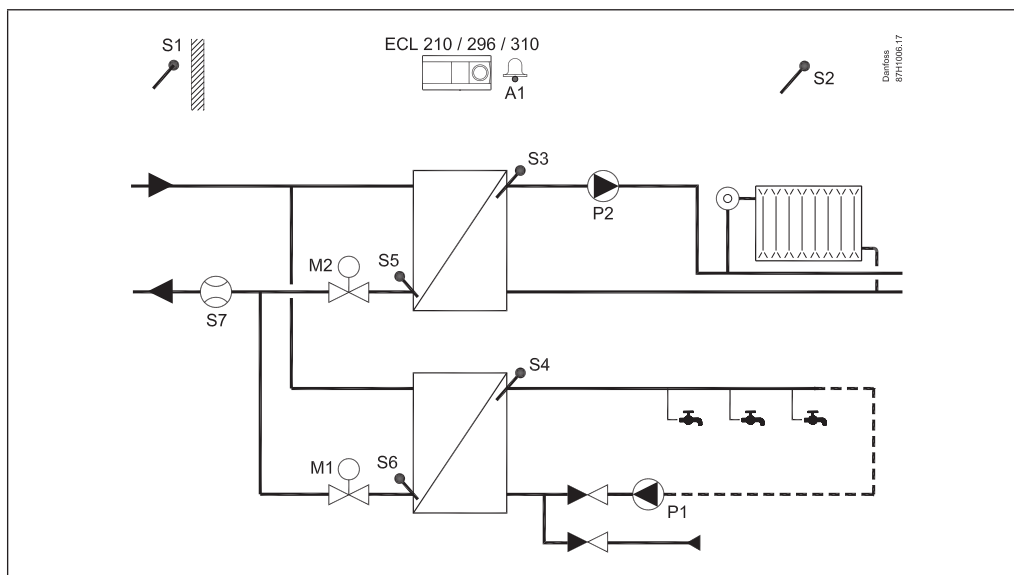 S1
ECL 210 / 296 / 310
A1
S2
Danfoss
87H1006.17
S3
P2
M2
S5
S7
S4
M1
S6
P1